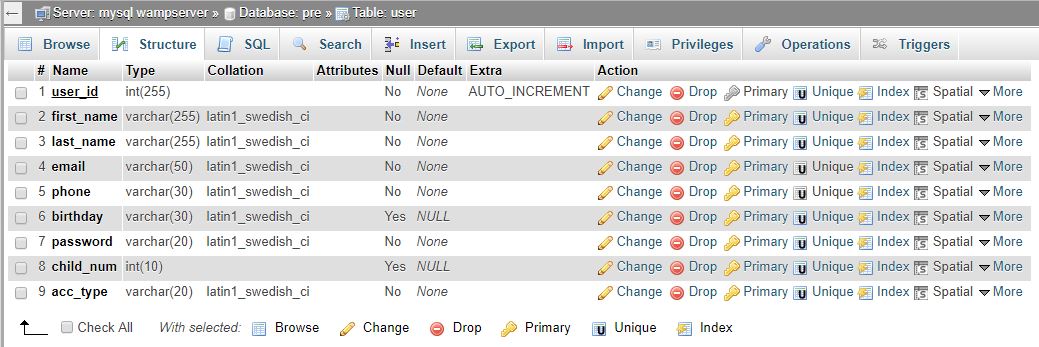 ← Server: mysql wampserver » Database: pre » Table: user
Browse Structure SQL Search Insert Export Import Privileges Operations Triggers
# Name Type Collation Attributes Null Default Extra Action
1 user_id int(255) No None AUTO_INCREMENT Change Drop Primary Unique Index Spatial More
2 first_name varchar(255) latin1_swedish_ci No None Change Drop Primary Unique Index Spatial More
3 last_name varchar(255) latin1_swedish_ci No None Change Drop Primary Unique Index Spatial More
4 email varchar(50) latin1_swedish_ci No None Change Drop Primary Unique Index Spatial More
5 phone varchar(30) latin1_swedish_ci No None Change Drop Primary Unique Index Spatial More
6 birthday varchar(30) latin1_swedish_ci Yes NULL Change Drop Primary Unique Index Spatial More
7 password varchar(20) latin1_swedish_ci No None Change Drop Primary Unique Index Spatial More
8 child_num int(10) Yes NULL Change Drop Primary Unique Index Spatial More
9 acc_type varchar(20) latin1_swedish_ci No None Change Drop Primary Unique Index Spatial More
Check All With selected: Browse Change Drop Primary Unique Index